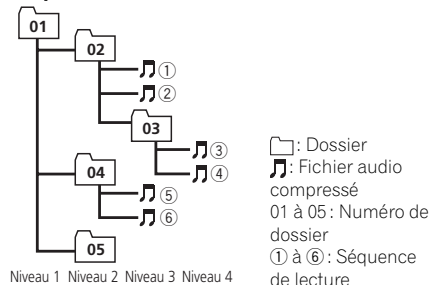 01
02
①
②
03
③
④
04
⑤
⑥
05
Niveau 1 Niveau 2 Niveau 3 Niveau 4
: Dossier
: Fichier audio
compressé
01 à 05 : Numéro de
dossier
① à ⑥ : Séquence
de lecture